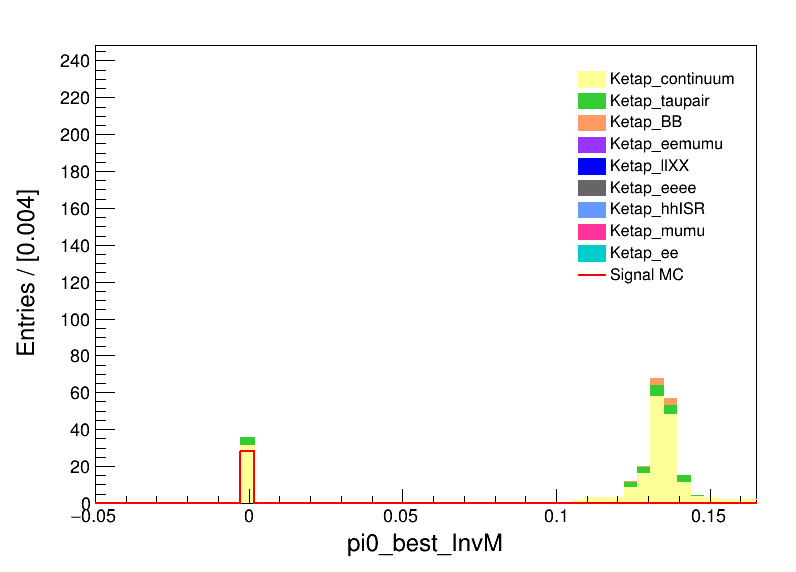 Entries / [0.004]
240
220
200
180
160
140
120
100
80
60
40
20
0
−0.05
0
0.05
0.1
0.15
pi0_best_InvM
Ketap_continuum
Ketap_taupair
Ketap_BB
Ketap_eemumu
Ketap_llXX
Ketap_eeee
Ketap_hhISR
Ketap_mumu
Ketap_ee
Signal MC